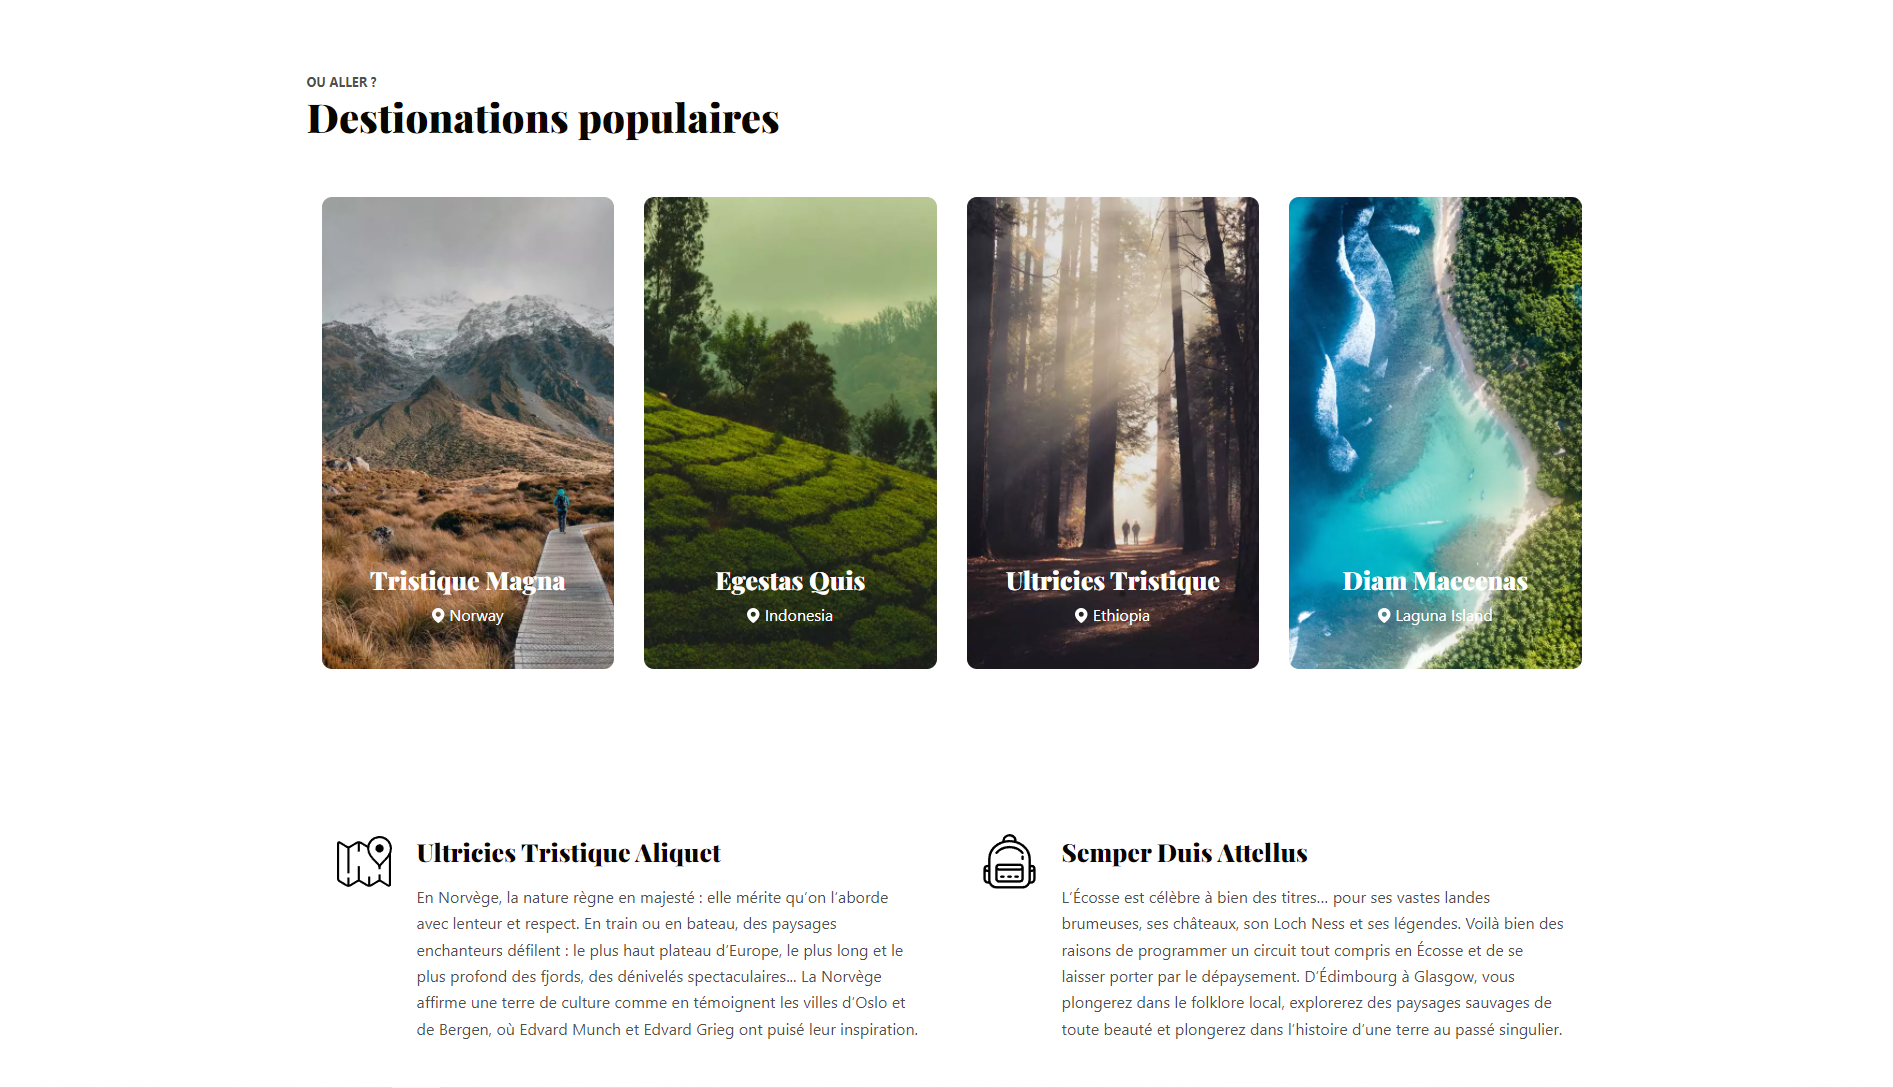 OU ALLER ?
Destionations populaires
Tristique Magna
Norway
Egestas Quis
Indonesia
Ultricies Tristique
Ethiopia
Diam Maecenas
Laguna Island
Ultricies Tristique Aliquet
En Norvège, la nature règne en majesté : elle mérite qu’on l’aborde
avec lenteur et respect. En train ou en bateau, des paysages
enchanteurs défilent : le plus haut plateau d’Europe, le plus long et le
plus profond des fjords, des dénivelés spectaculaires... La Norvège
affirme une terre de culture comme en témoignent les villes d’Oslo et
de Bergen, où Edvard Munch et Edvard Grieg ont puisé leur inspiration.
Semper Duis Attellus
L’Écosse est célèbre à bien des titres... pour ses vastes landes
brumeuses, ses châteaux, son Loch Ness et ses légendes. Voilà bien des
raisons de programmer un circuit tout compris en Écosse et de se
laisser porter par le dépaysement. D’Édimbourg à Glasgow, vous
plongerez dans le folklore local, explorerez des paysages sauvages de
toute beauté et plongerez dans l’histoire d’une terre au passé singulier.